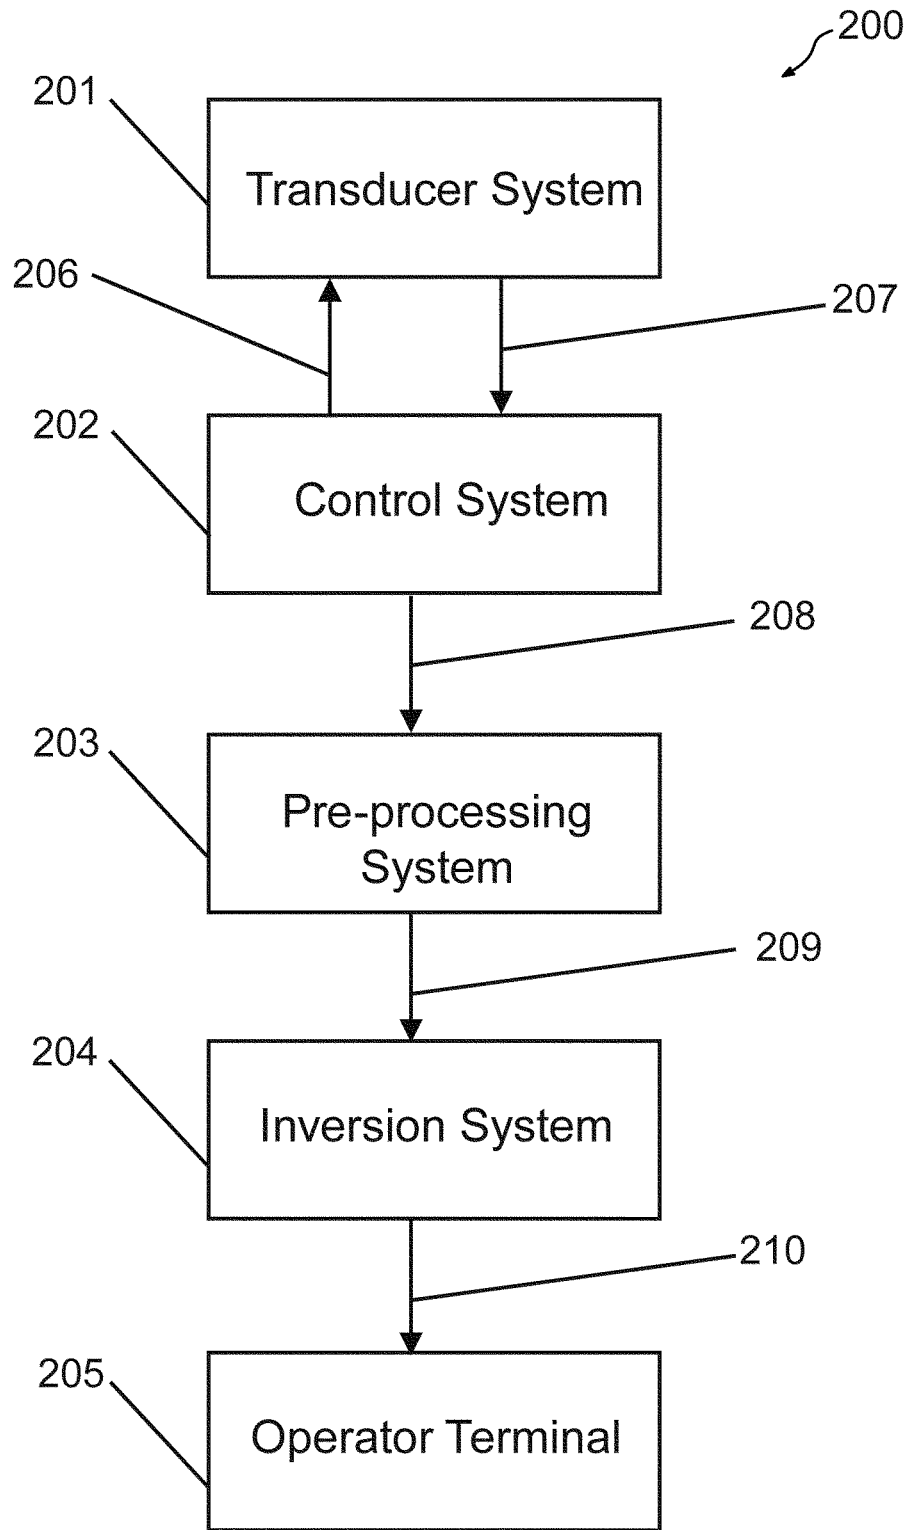 200
201
Transducer System
206
207
202
Control System
208
203
Pre-processing
System
209
204
Inversion System
210
205
Operator Terminal